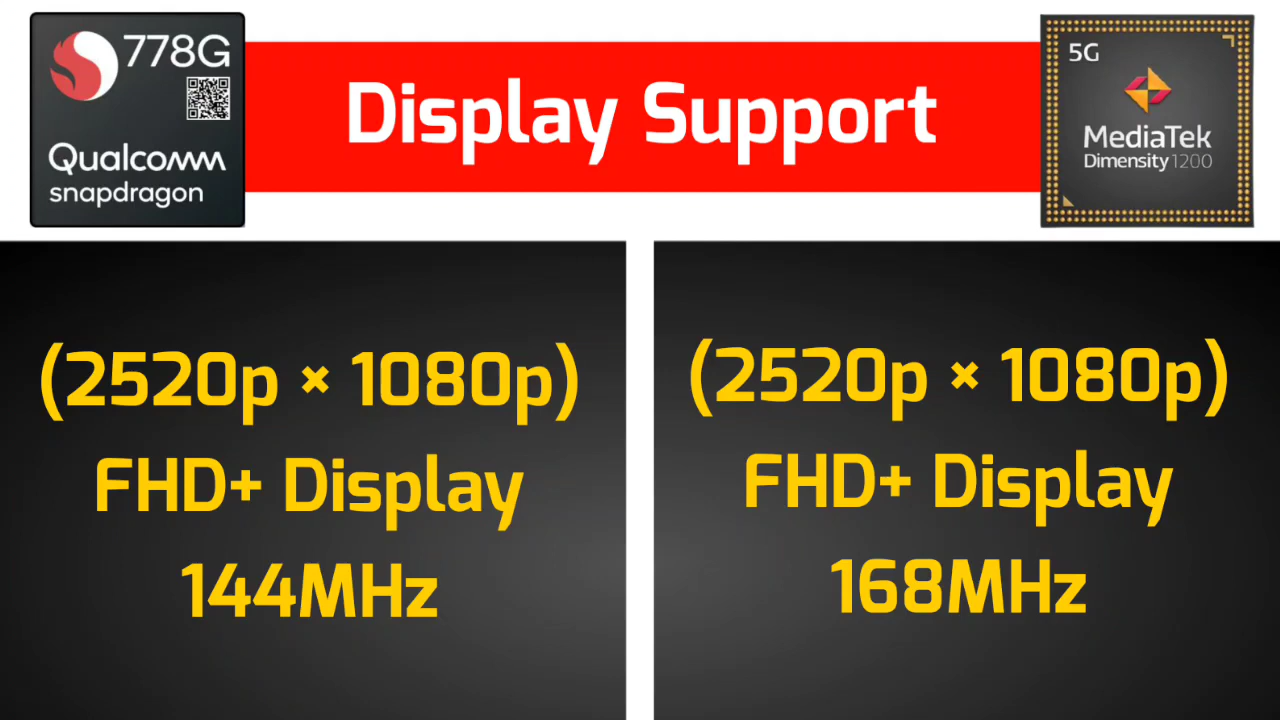 778G
Qualcomm
snapdragon
Display Support
5G
MediaTek
Dimensity 1200
(2520p × 1080p)
FHD+ Display
144MHz
(2520p × 1080p)
FHD+ Display
168MHz